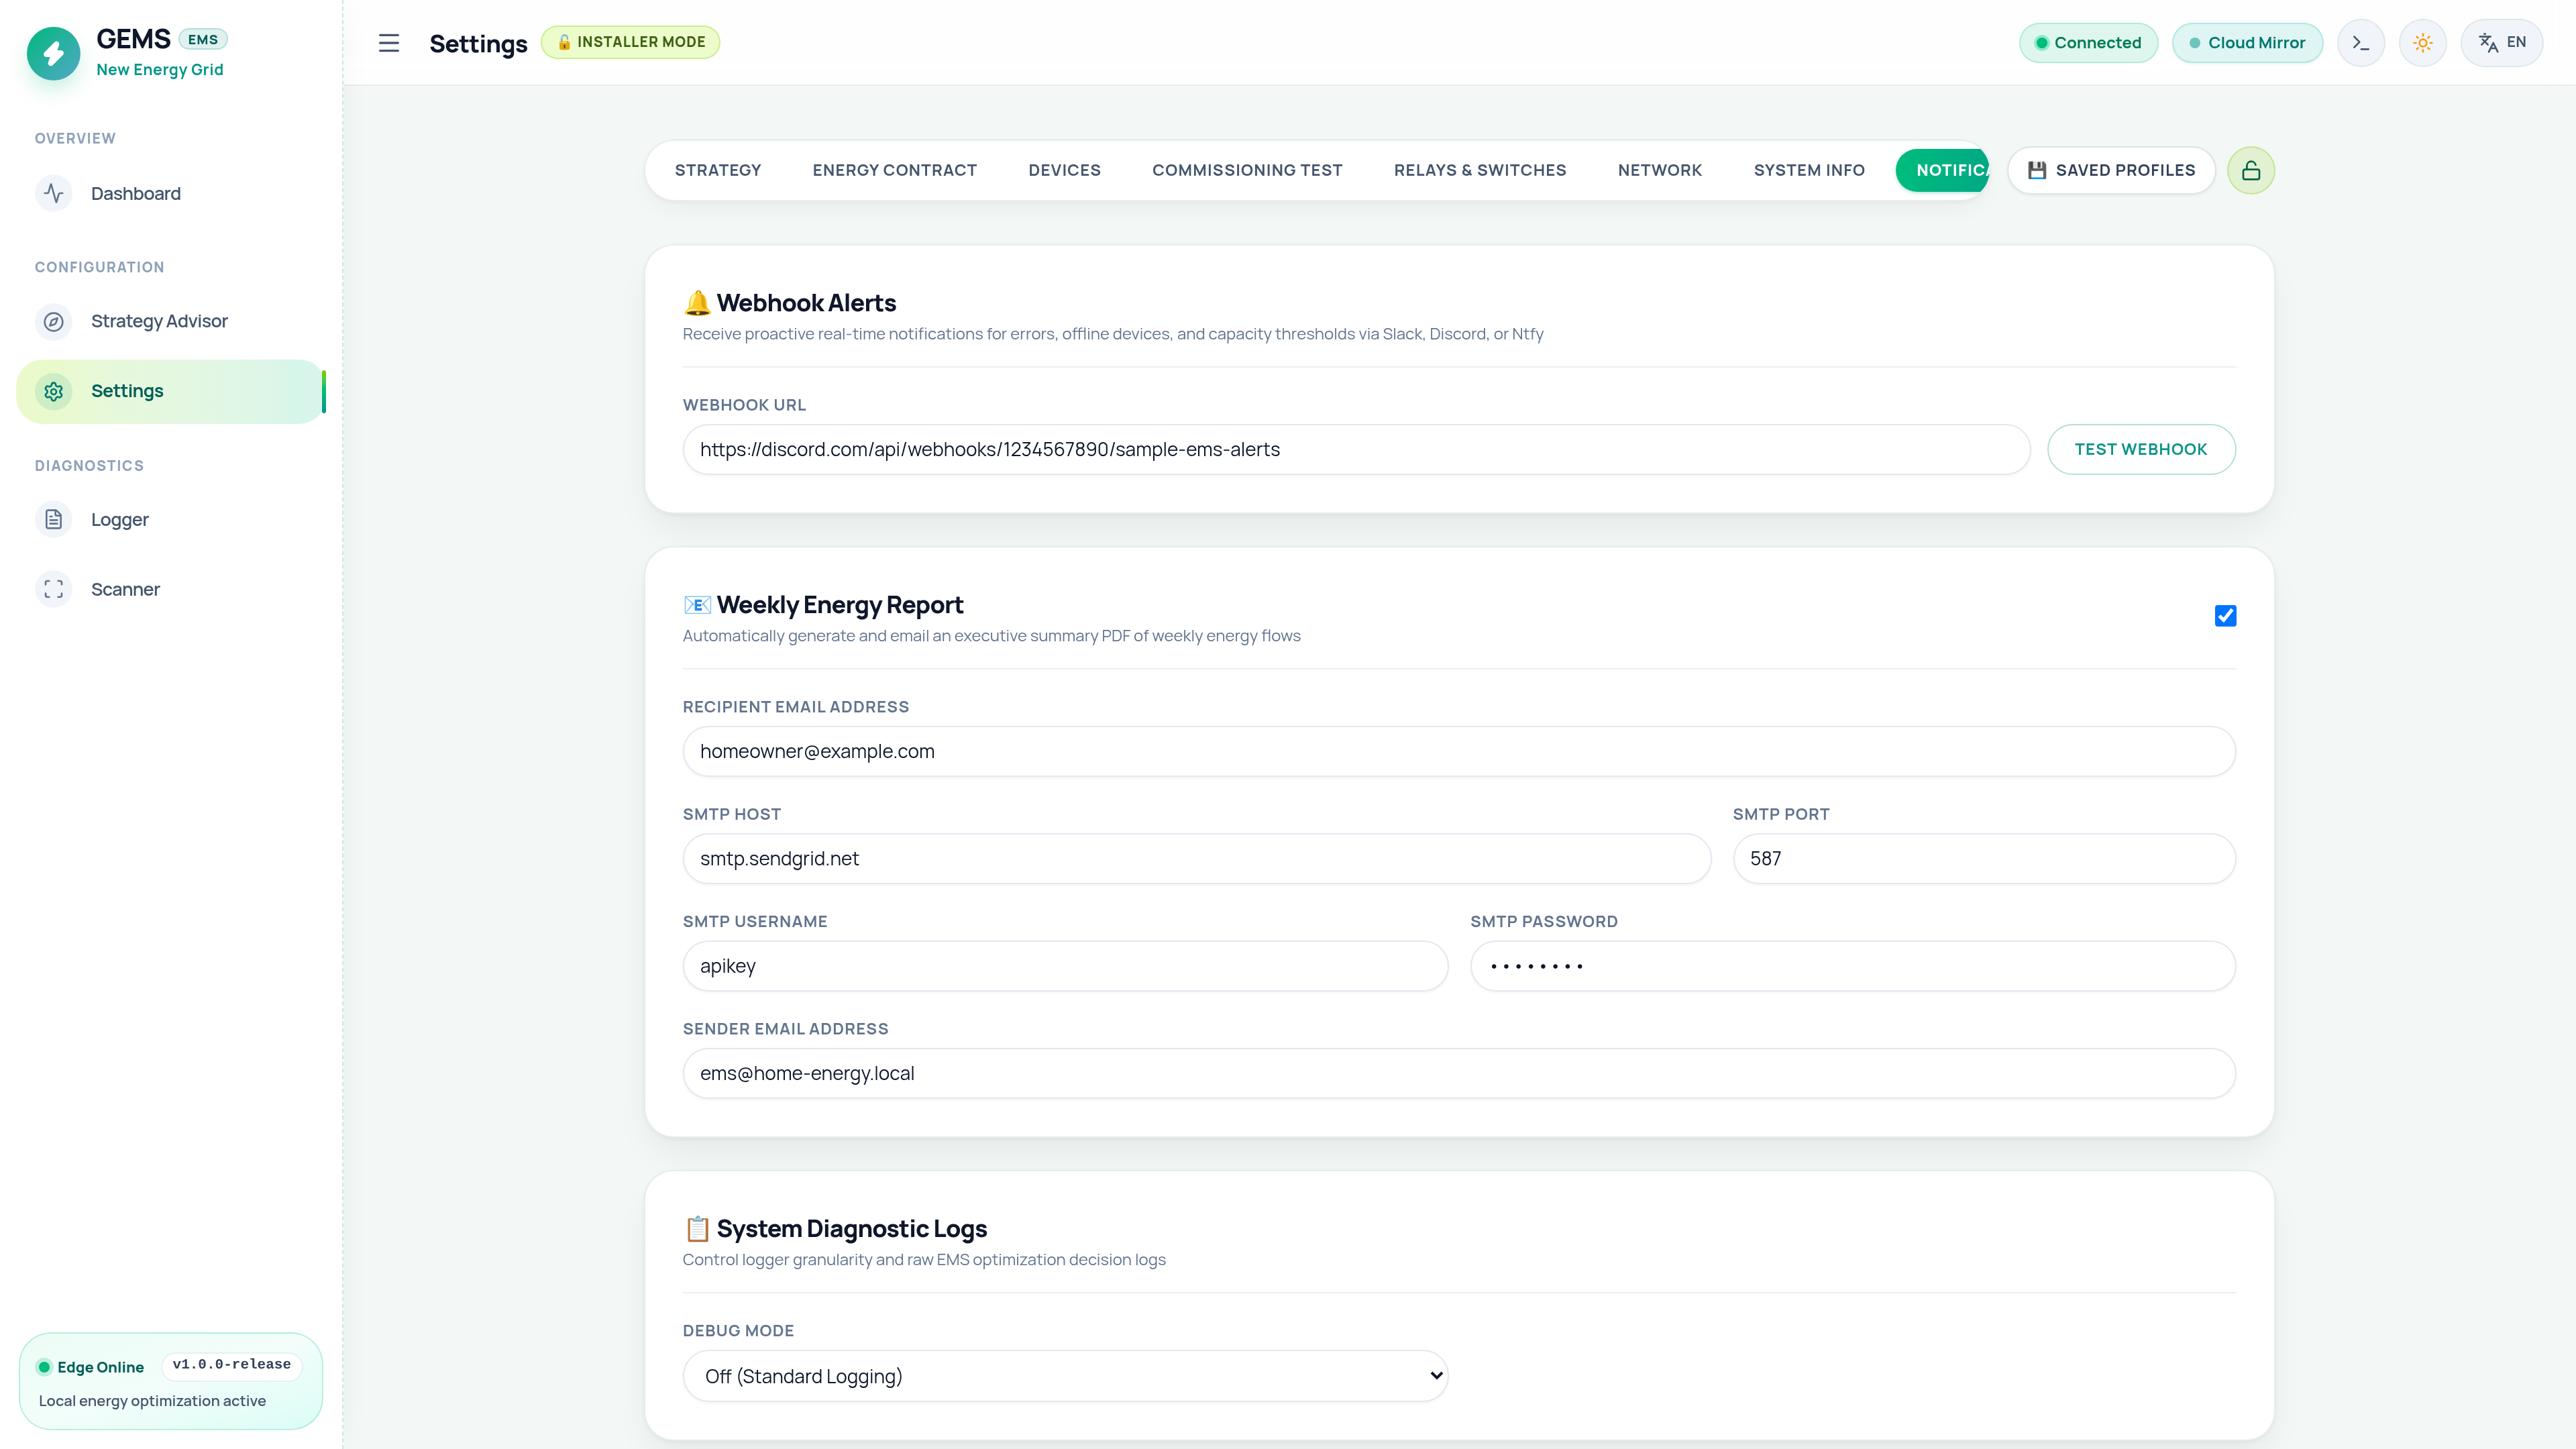 GEMS EMS
New Energy Grid
OVERVIEW
Dashboard
CONFIGURATION
Strategy Advisor
Settings
DIAGNOSTICS
Logger
Scanner
Edge Online v1.0.0-release
Local energy optimization active
Settings INSTALLER MODE
Connected Cloud Mirror EN
STRATEGY ENERGY CONTRACT DEVICES COMMISSIONING TEST RELAYS & SWITCHES NETWORK SYSTEM INFO NOTIFICA SAVED PROFILES
Webhook Alerts
Receive proactive real-time notifications for errors, offline devices, and capacity thresholds via Slack, Discord, or Ntfy
WEBHOOK URL
https://discord.com/api/webhooks/1234567890/sample-ems-alerts TEST WEBHOOK
Weekly Energy Report
Automatically generate and email an executive summary PDF of weekly energy flows
RECIPIENT EMAIL ADDRESS
homeowner@example.com
SMTP HOST SMTP PORT
smtp.sendgrid.net 587
SMTP USERNAME SMTP PASSWORD
apikey ••••••••
SENDER EMAIL ADDRESS
ems@home-energy.local
System Diagnostic Logs
Control logger granularity and raw EMS optimization decision logs
DEBUG MODE
Off (Standard Logging)